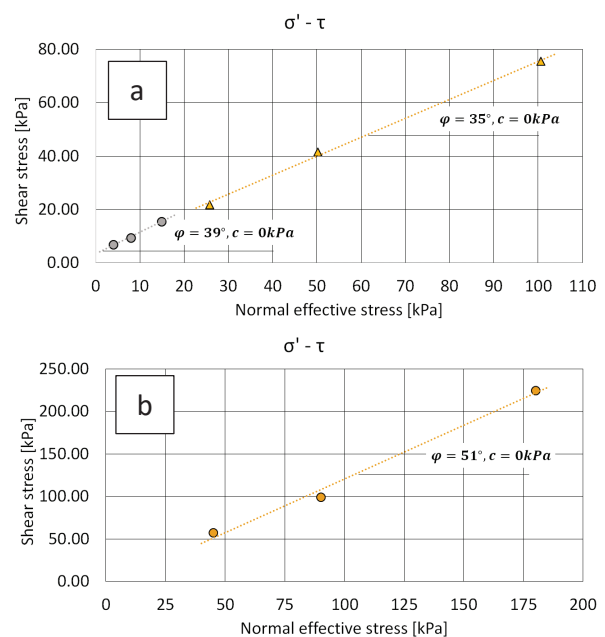 σ' - τ
80.00
a
φ = 35°, c = 0kPa
60.00
Shear stress [kPa]
40.00
20.00
φ = 39°, c = 0kPa
0.00
0 10 20 30 40 50 60 70 80 90 100 110
Normal effective stress [kPa]
σ' - τ
250.00
b
200.00
Shear stress [kPa]
150.00
φ = 51°, c = 0kPa
100.00
50.00
0.00
0 25 50 75 100 125 150 175 200
Normal effective stress [kPa]